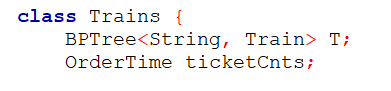 class Trains {
    BPTree<String, Train> T;
    OrderTime ticketCnts;